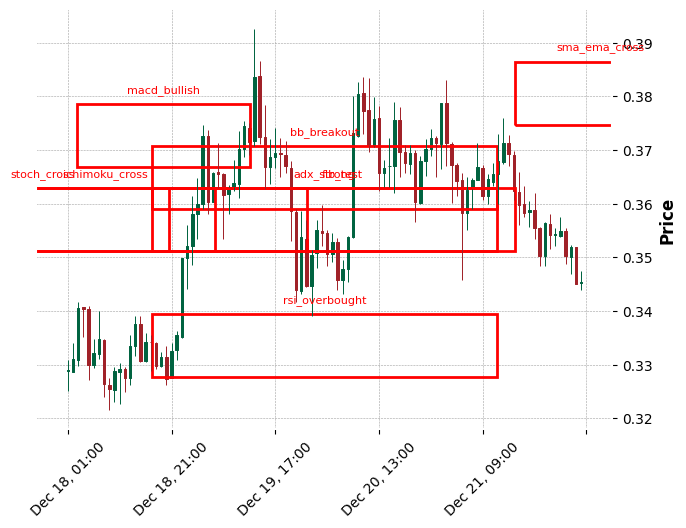 sma_ema_cross
0.39
macd_bullish
0.38
bb_breakout
0.37
stoch_cross
ichimoku_cross
adx_strong
fib_test
0.36
0.35
rsi_overbought
0.34
0.33
0.32
Price
Dec 18, 01:00
Dec 18, 21:00
Dec 19, 17:00
Dec 20, 13:00
Dec 21, 09:00